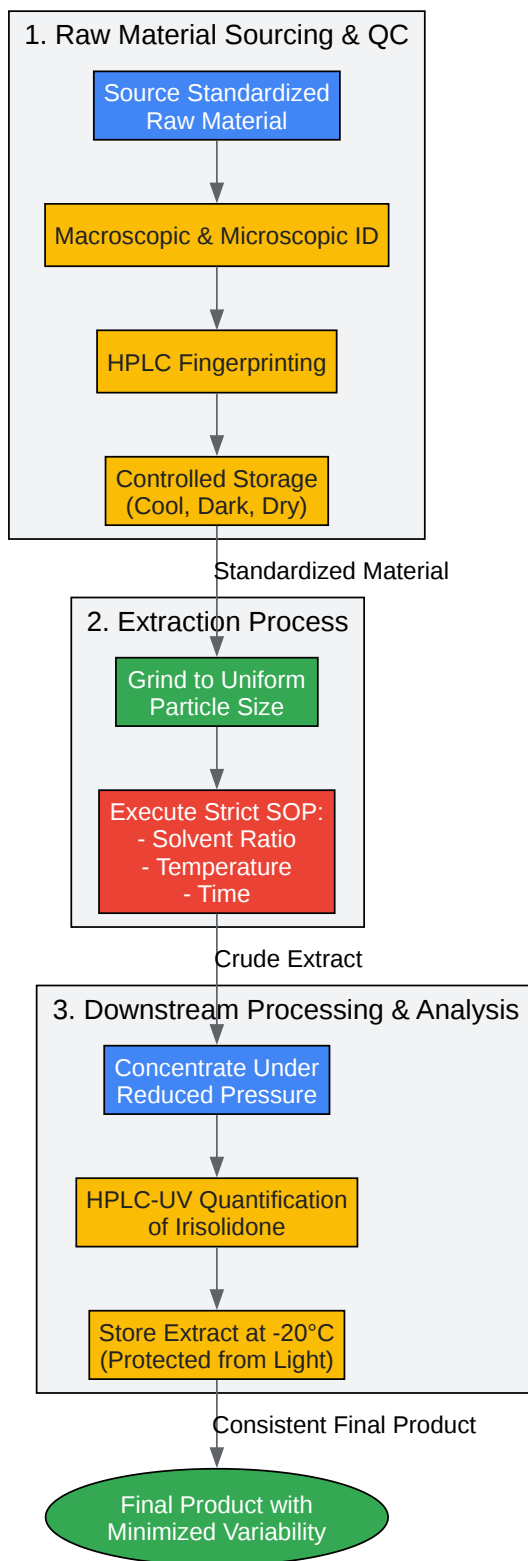 1. Raw Material Sourcing & QC
Source Standardized
Raw Material
Macroscopic & Microscopic ID
HPLC Fingerprinting
Controlled Storage
(Cool, Dark, Dry)
Standardized Material
2. Extraction Process
Grind to Uniform
Particle Size
Execute Strict SOP:
- Solvent Ratio
- Temperature
- Time
Crude Extract
3. Downstream Processing & Analysis
Concentrate Under
Reduced Pressure
HPLC-UV Quantification
of Irisolidone
Store Extract at -20°C
(Protected from Light)
Consistent Final Product
Final Product with
Minimized Variability